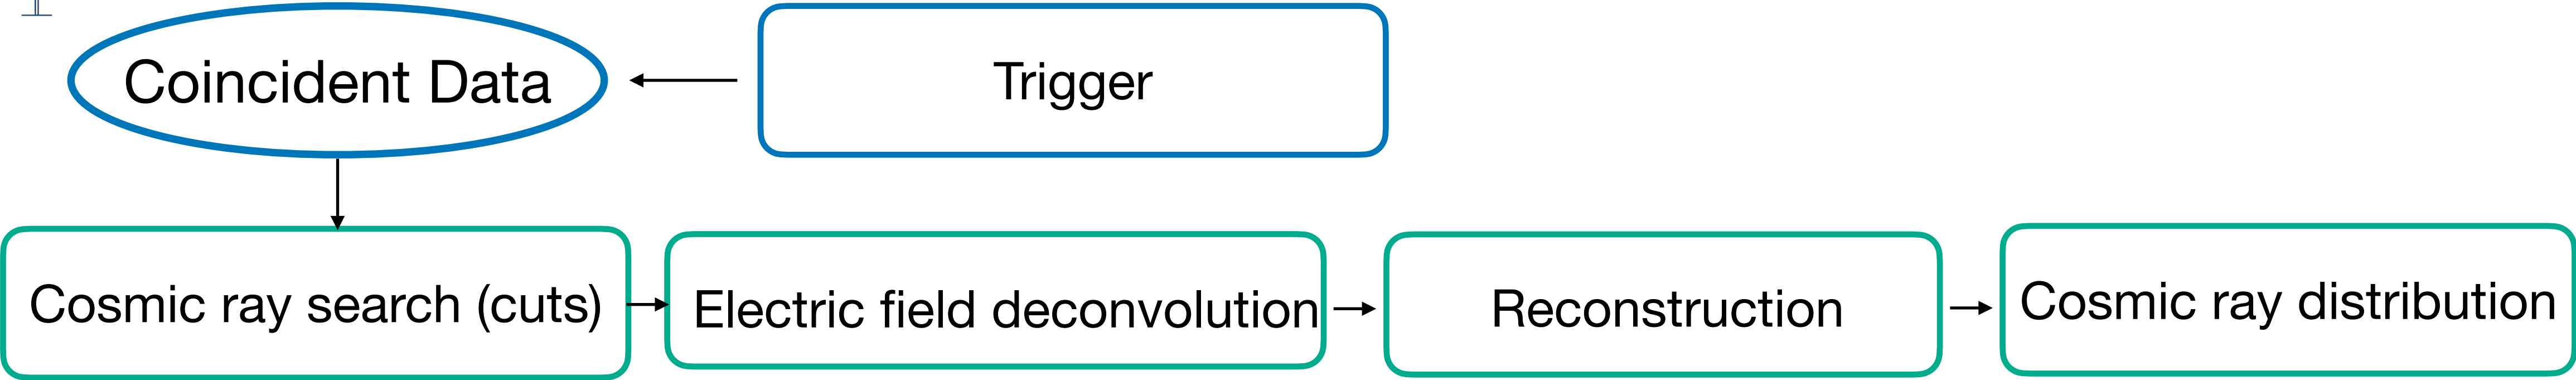 Coincident Data
Trigger
Cosmic ray search (cuts)
Electric field deconvolution
Reconstruction
Cosmic ray distribution